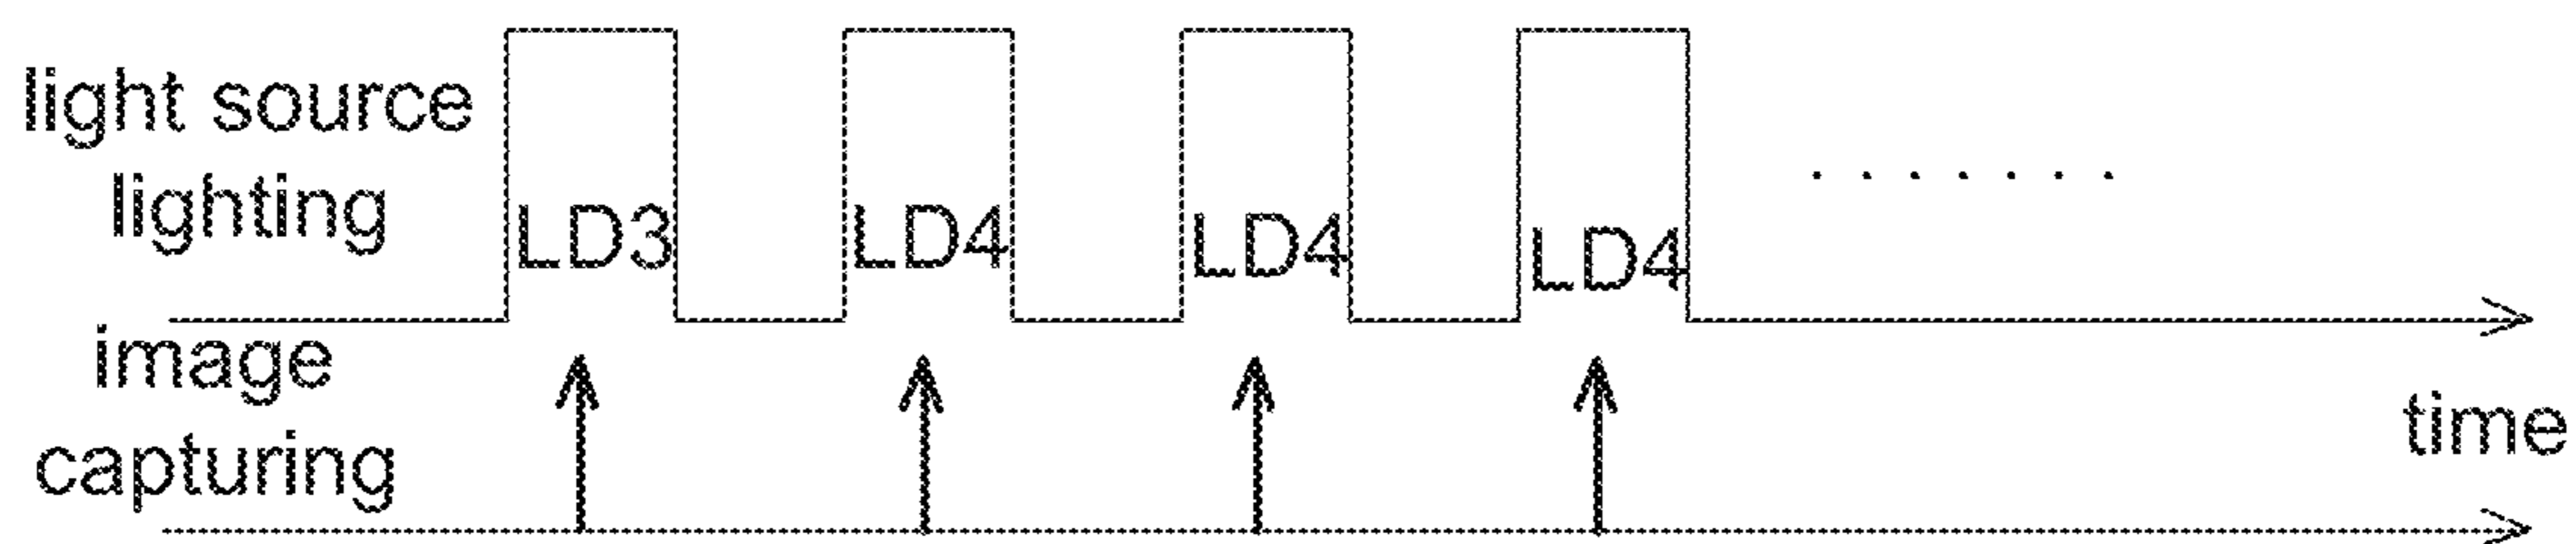 light source
lighting
LD3 LD4 LD4 LD4
.......
image
capturing
time